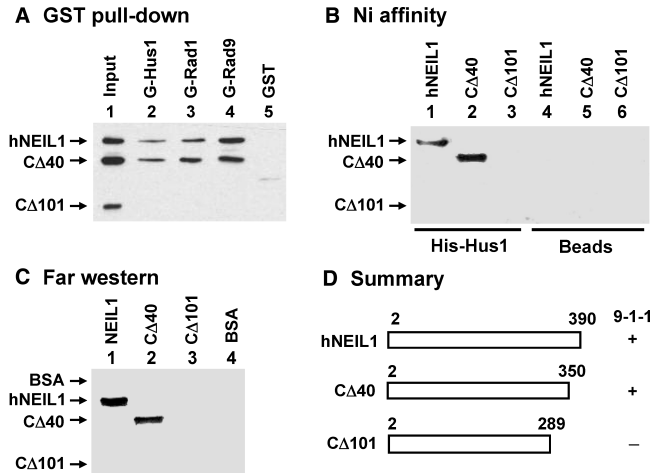 A GST pull-down
Input G-Hus1 G-Rad1 G-Rad9 GST
1 2 3 4 5
hNEIL1
CΔ40
CΔ101
B Ni affinity
hNEIL1 CΔ40 CΔ101 hNEIL1 CΔ40 CΔ101
1 2 3 4 5 6
hNEIL1
CΔ40
CΔ101
His-Hus1 Beads
C Far western
NEIL1 CΔ40 CΔ101 BSA
1 2 3 4
BSA
hNEIL1
CΔ40
CΔ101
D Summary
2 390 9-1-1
hNEIL1 +
2 350
CΔ40 +
2 289
CΔ101 –